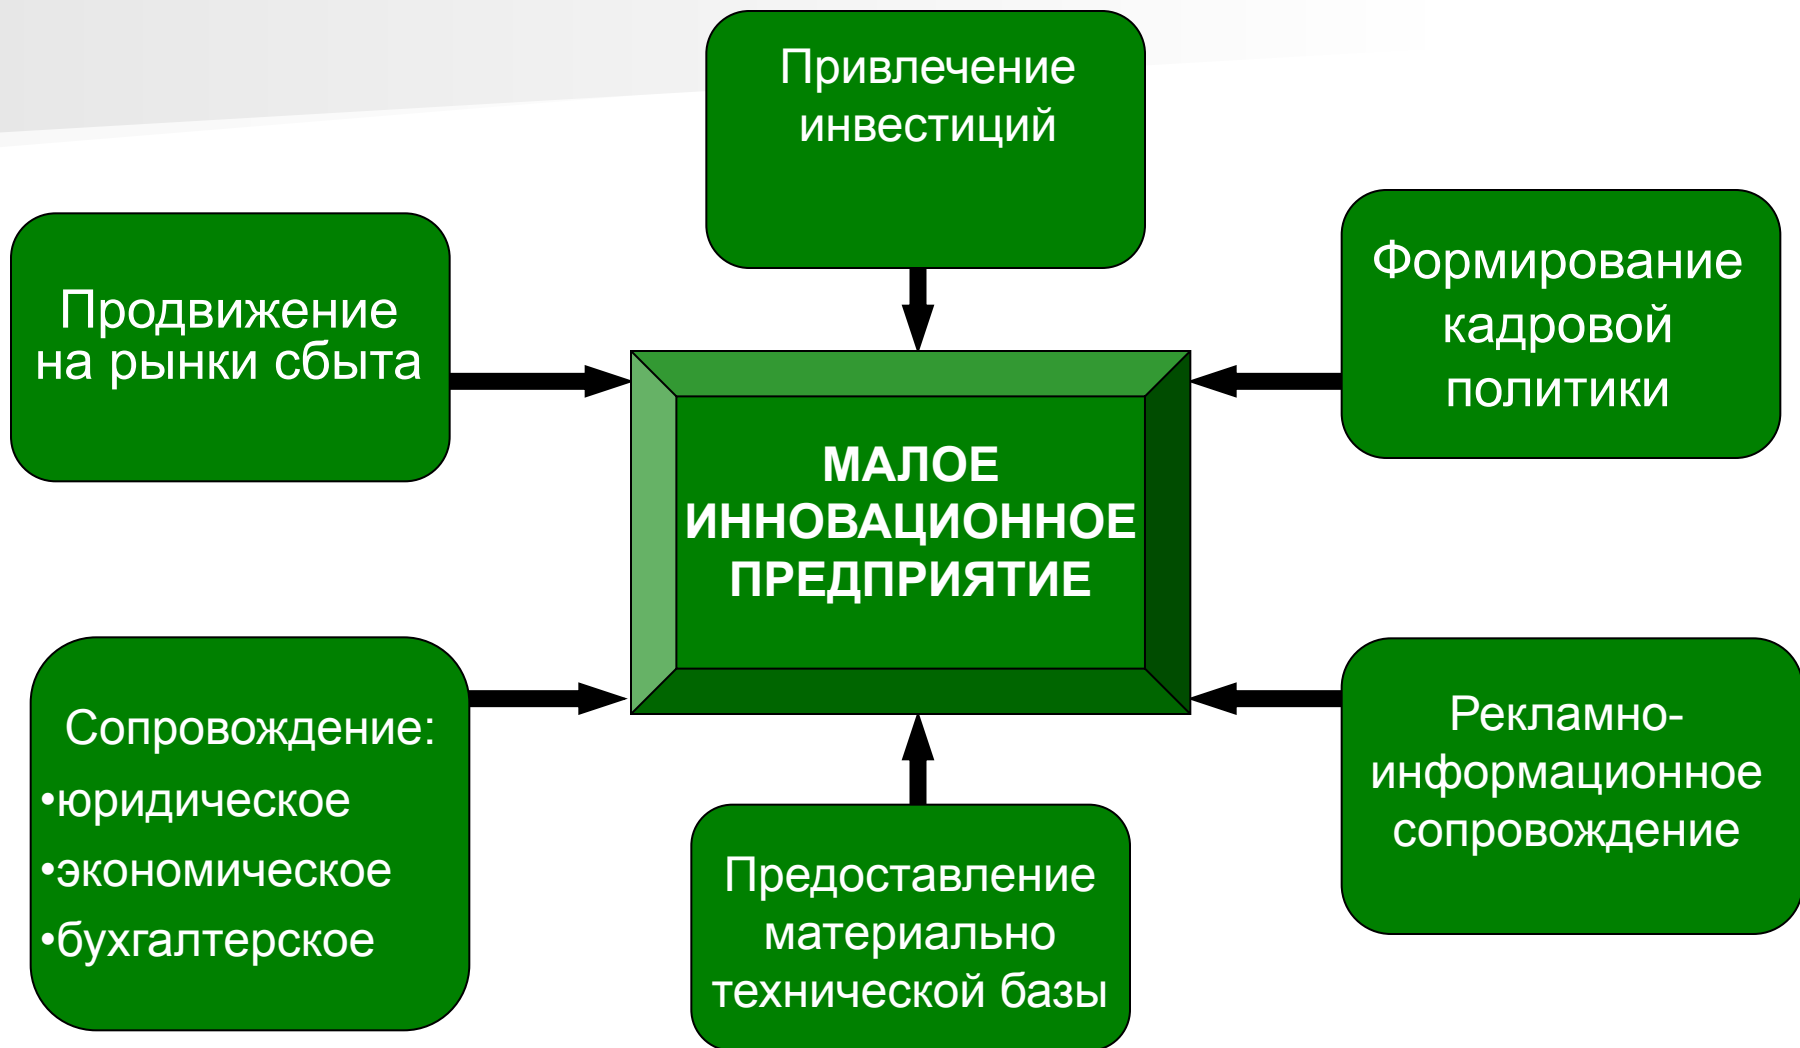 Привлечение
инвестиций
Продвижение
на рынки сбыта
Формирование
кадровой
политики
МАЛОЕ
ИННОВАЦИОННОЕ
ПРЕДПРИЯТИЕ
Сопровождение:
•юридическое
•экономическое
•бухгалтерское
Предоставление
материально
технической базы
Рекламно-
информационное
сопровождение